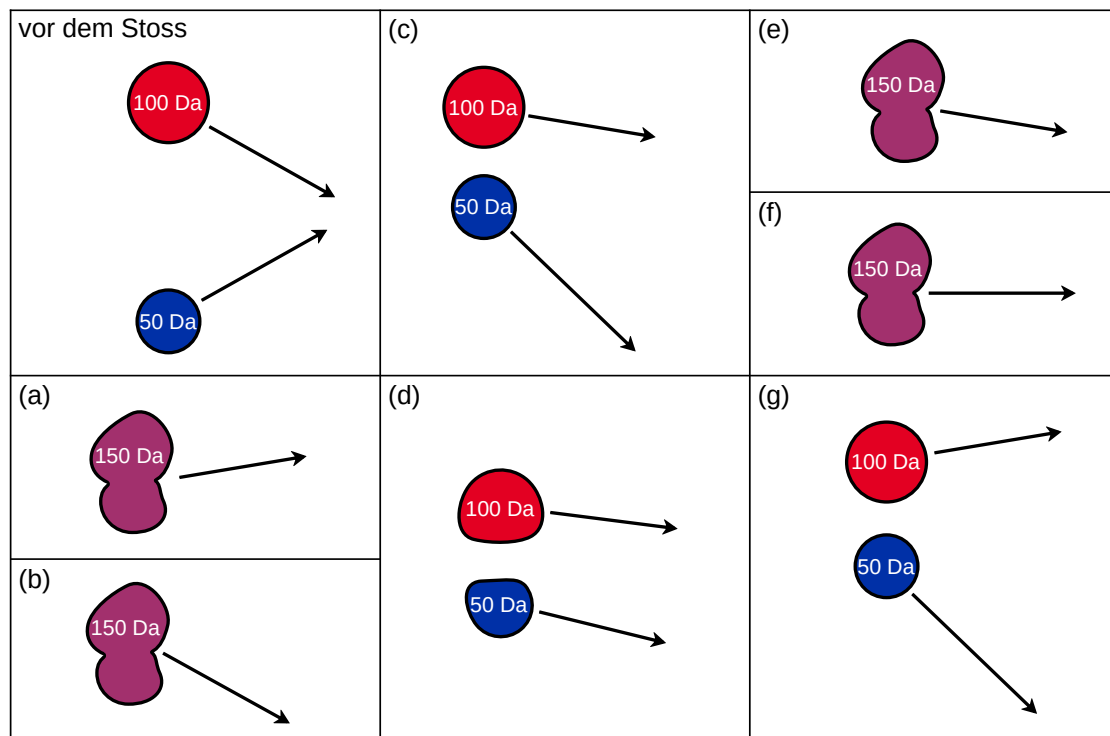 vor dem Stoss
100 Da
50 Da
(a)
150 Da
(b)
150 Da
(c)
100 Da
50 Da
(d)
100 Da
50 Da
(e)
150 Da
(f)
150 Da
(g)
100 Da
50 Da